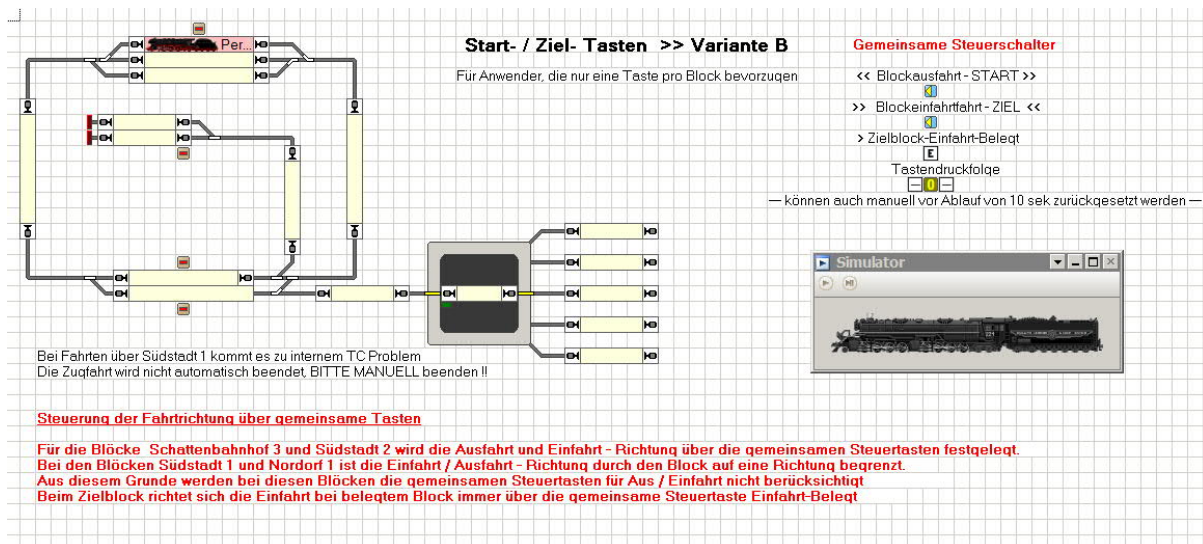 Per...
Start- / Ziel- Tasten >> Variante B
Für Anwender, die nur eine Taste pro Block bevorzugen
Gemeinsame Steuerschalter
<< Blockausfahrt - START >>
>> Blockeinfahrtfahrt - ZIEL <<
> Zielblock-Einfahrt-Belegt
E
Tastendruckfolge
0
— können auch manuell vor Ablauf von 10 sek zurückgesetzt werden —
Simulator
Bei Fahrten über Südstadt 1 kommt es zu internem TC Problem
Die Zugfahrt wird nicht automatisch beendet, BITTE MANUELL beenden !!
Steuerung der Fahrtrichtung über gemeinsame Tasten
Für die Blöcke Schattenbahnhof 3 und Südstadt 2 wird die Ausfahrt und Einfahrt - Richtung über die gemeinsamen Steuertasten festgelegt.
Bei den Blöcken Südstadt 1 und Nordorf 1 ist die Einfahrt / Ausfahrt - Richtung durch den Block auf eine Richtung begrenzt.
Aus diesem Grunde werden bei diesen Blöcken die gemeinsamen Steuertasten für Aus / Einfahrt nicht berücksichtigt
Beim Zielblock richtet sich die Einfahrt bei belegtem Block immer über die gemeinsame Steuertaste Einfahrt-Belegt